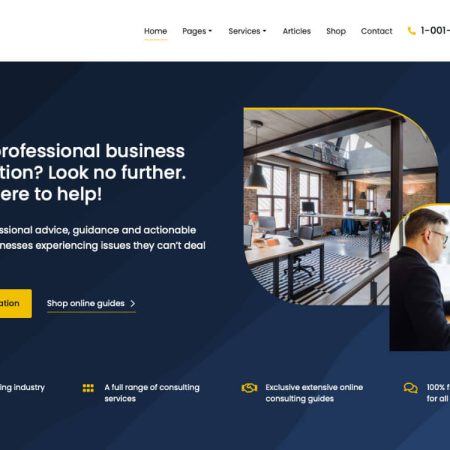 Home Pages Services Articles Shop Contact 1-001-
professional business
tion? Look no further.
ere to help!
ssional advice, guidance and actionable
nesses experiencing issues they can't deal
ation Shop online guides
ing industry
A full range of consulting
services
Exclusive extensive online
consulting guides
100% f
for all